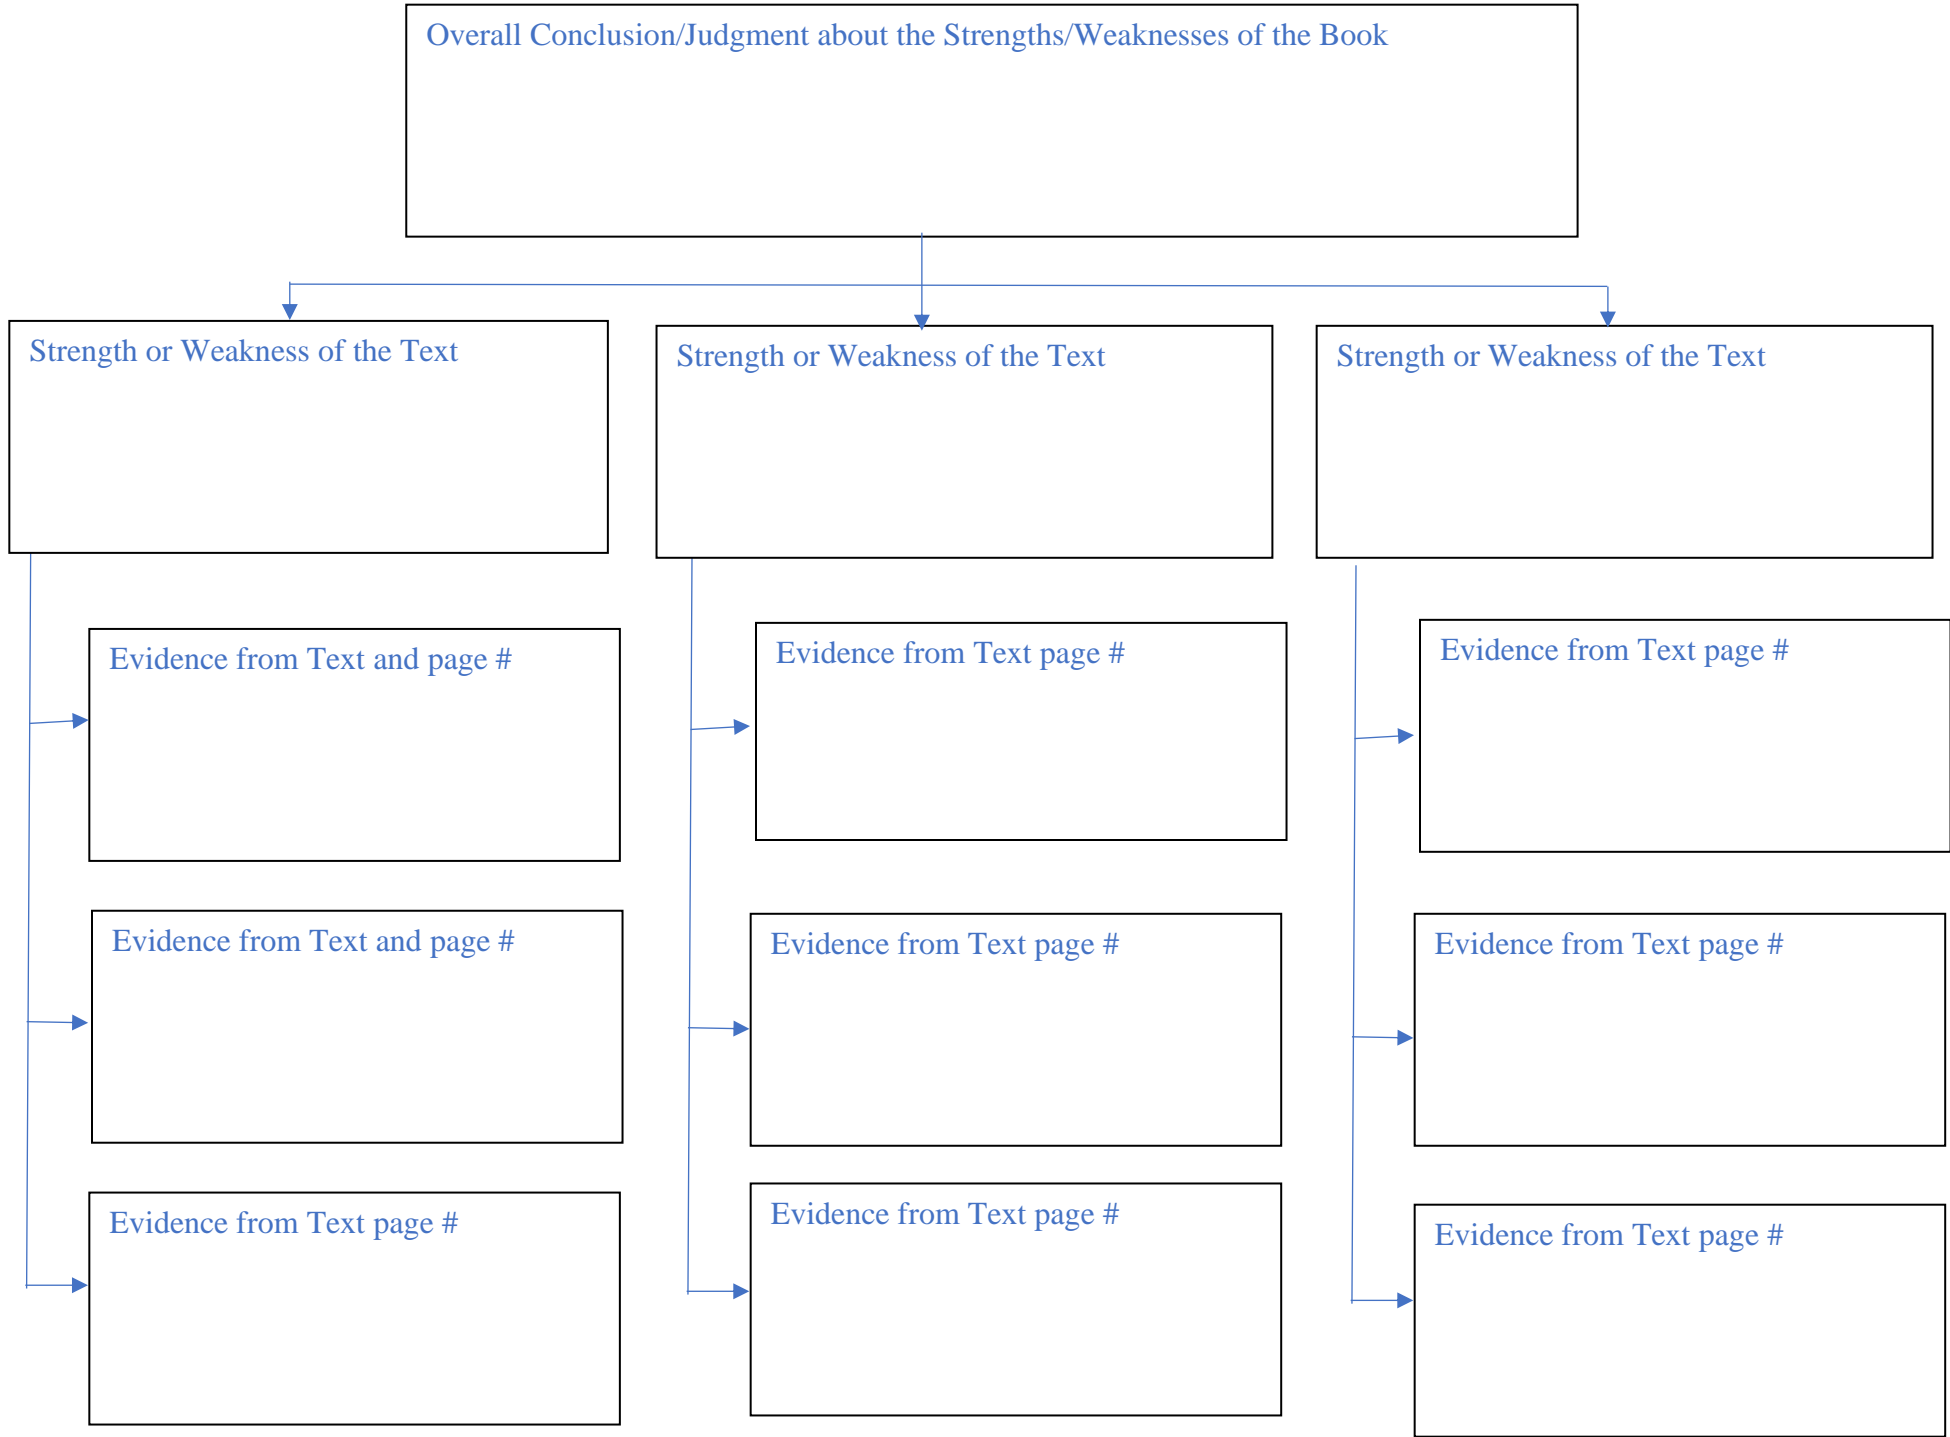 Overall Conclusion/Judgment about the Strengths/Weaknesses of the Book
Strength or Weakness of the Text
Strength or Weakness of the Text
Strength or Weakness of the Text
Evidence from Text and page #
Evidence from Text page #
Evidence from Text page #
Evidence from Text and page #
Evidence from Text page #
Evidence from Text page #
Evidence from Text page #
Evidence from Text page #
Evidence from Text page #